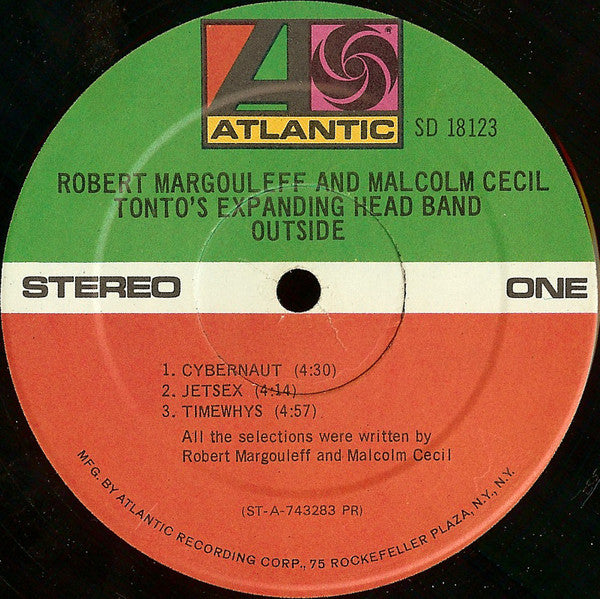 ATLANTIC
SD 18123
ROBERT MARGOULEFF AND MALCOLM CECIL
TONTO'S EXPANDING HEAD BAND
OUTSIDE
STEREO
ONE
1. CYBERNAUT (4:30)
2. JETSEX (4:14)
3. TIMEWHYS (4:57)
All the selections were written by
Robert Margouleff and Malcolm Cecil
(ST-A-743283 PR)
MFG. BY ATLANTIC RECORDING CORP., 75 ROCKEFELLER PLAZA, N.Y., N.Y.